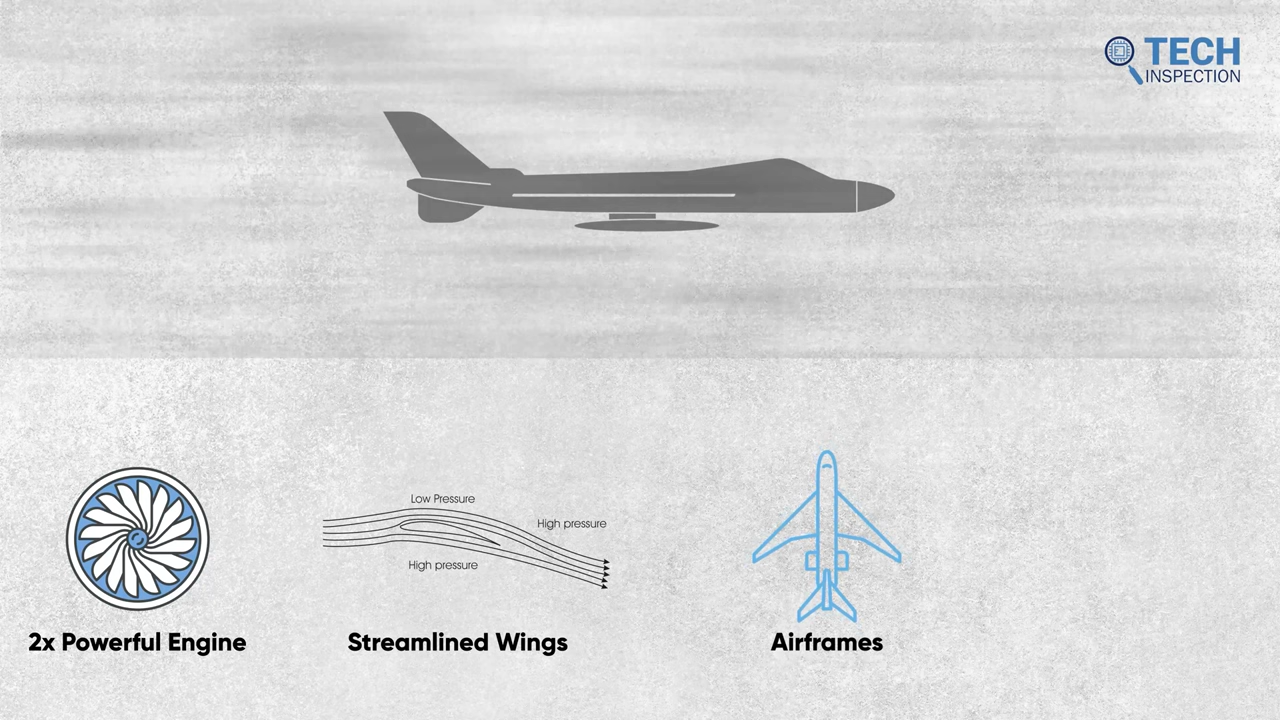 TECH
INSPECTION
Low Pressure
High pressure
High pressure
2x Powerful Engine
Streamlined Wings
Airframes